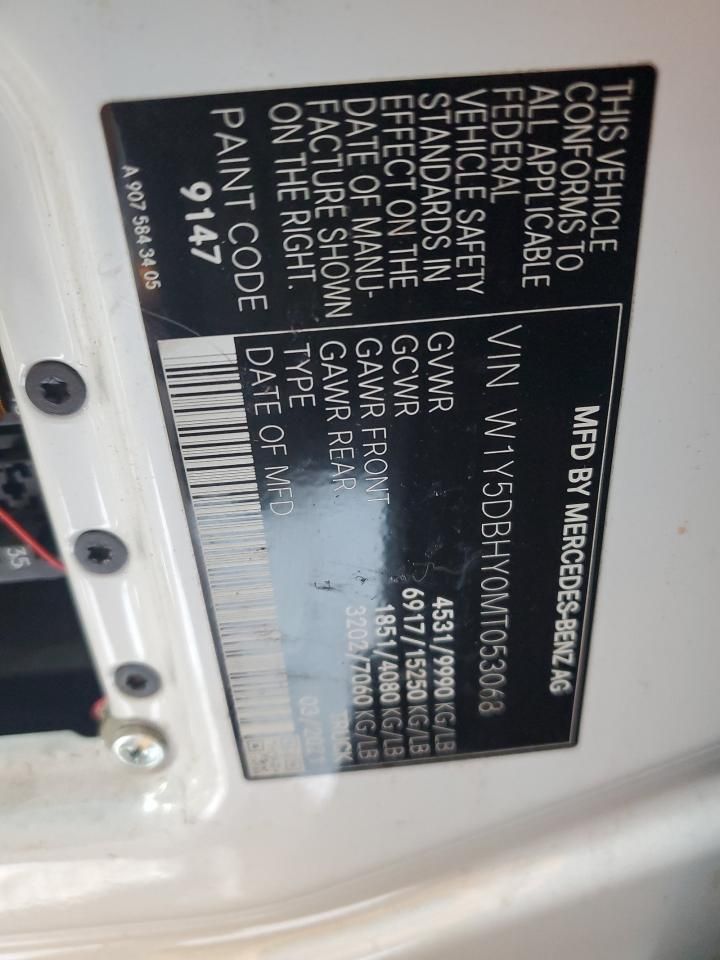 THIS VEHICLE
CONFORMS TO
ALL APPLICABLE
FEDERAL
VEHICLE SAFETY
STANDARDS IN
EFFECT ON THE
DATE OF MANU-
FACTURE SHOWN
ON THE RIGHT.
PAINT CODE
9147
A 907 584 34 05
MFD BY MERCEDES-BENZ AG
VIN W1Y5DBHY0MT053068
GVWR 4531/9990 KG/LB
GCWR 6917/15250 KG/LB
GAWR FRONT 1851/4080 KG/LB
GAWR REAR 3202/7060 KG/LB
TYPE TRUCK
DATE OF MFD 03/2021
35